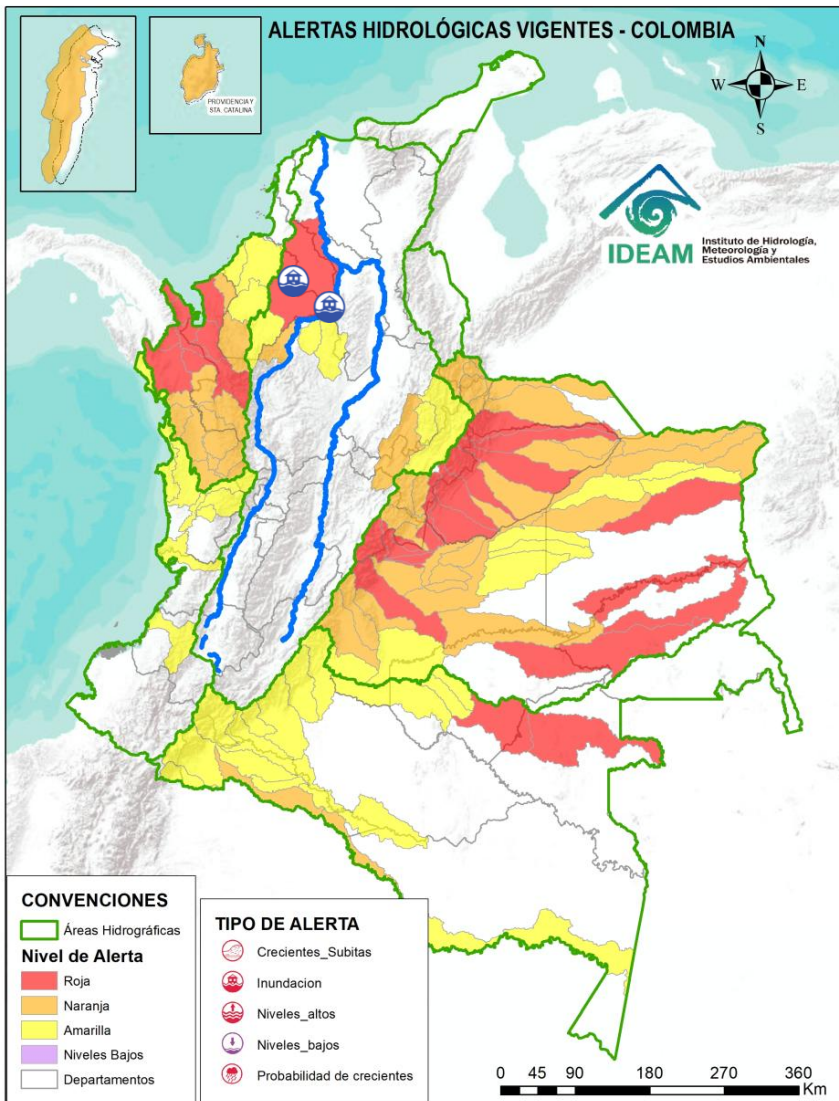 ALERTAS HIDROLÓGICAS VIGENTES - COLOMBIA
PROVIDENCIA Y
STA. CATALINA
N
W
E
S
IDEAM
Instituto de Hidrología,
Meteorología y
Estudios Ambientales
CONVENCIONES
Áreas Hidrográficas
Nivel de Alerta
Roja
Naranja
Amarilla
Niveles Bajos
Departamentos
TIPO DE ALERTA
Crecientes_Subitas
Inundacion
Niveles_altos
Niveles_bajos
Probabilidad de crecientes
0 45 90 180 270 360
Km